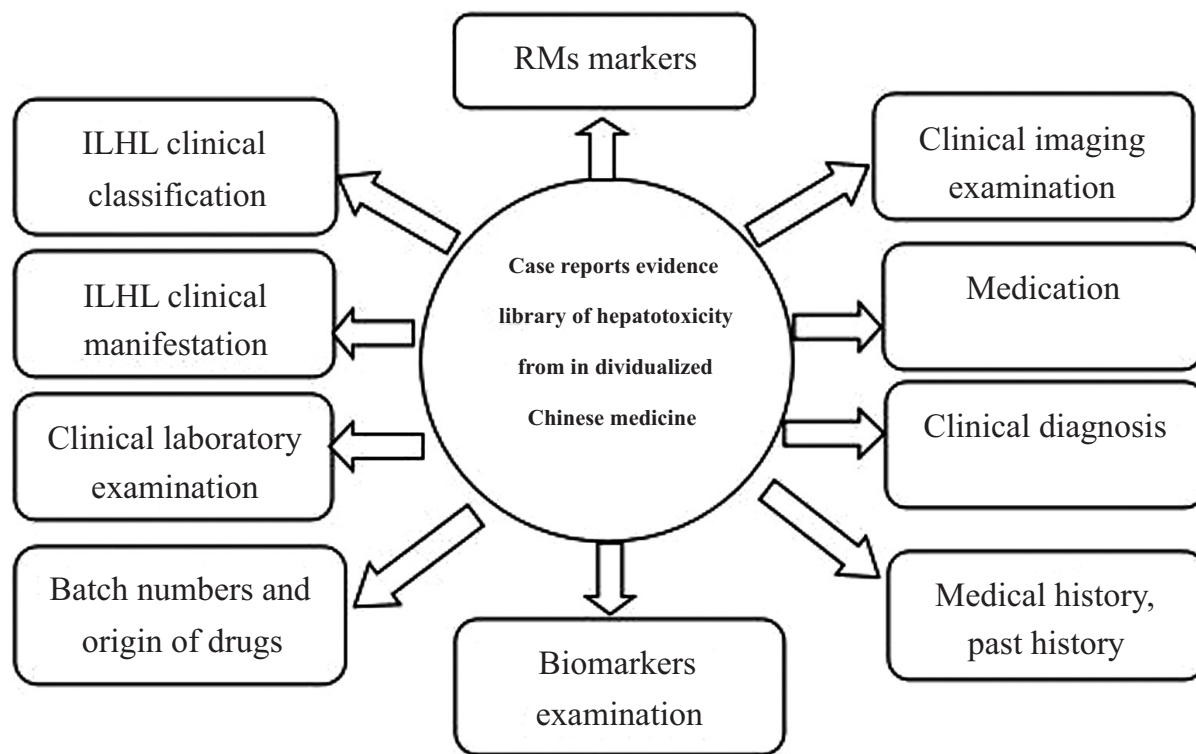 RMs markers
ILHL clinical
classification
Clinical imaging
examination
Case reports evidence
library of hepatotoxicity
from in dividualized
Chinese medicine
ILHL clinical
manifestation
Medication
Clinical laboratory
examination
Clinical diagnosis
Batch numbers and
origin of drugs
Medical history,
past history
Biomarkers
examination